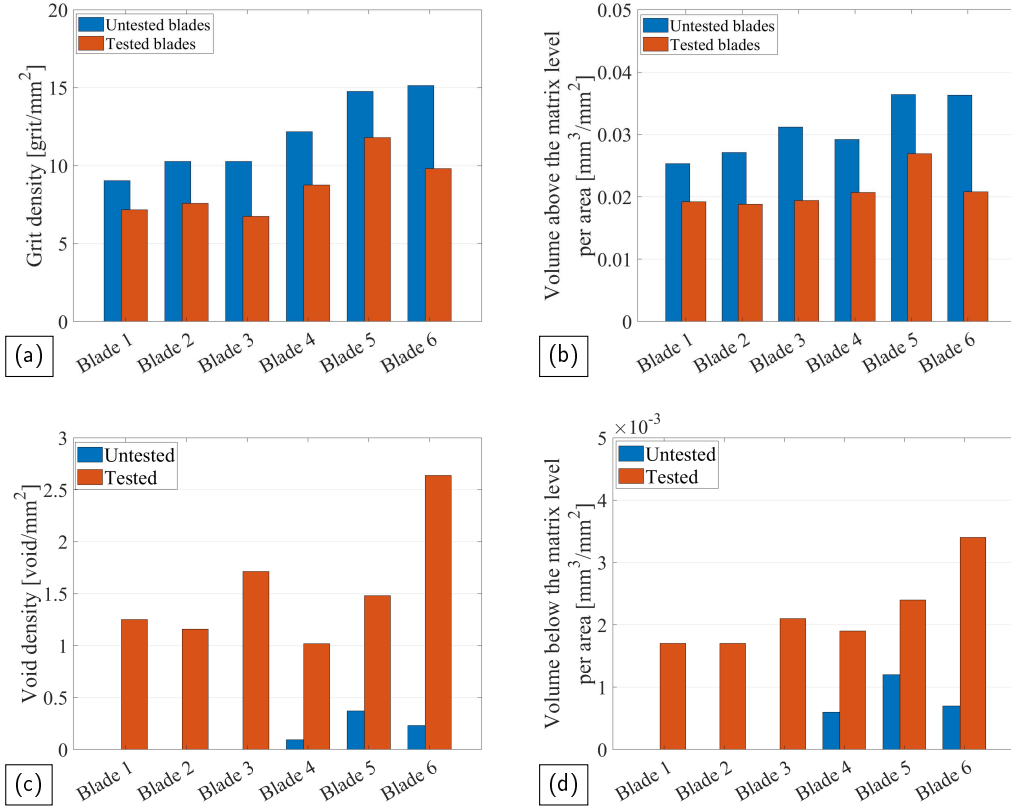 Untested blades
Tested blades
Grit density [grit/mm²]
20
15
10
5
0
Blade 1
Blade 2
Blade 3
Blade 4
Blade 5
Blade 6
(a)
Untested blades
Tested blades
Volume above the matrix level
per area [mm³/mm²]
0.05
0.04
0.03
0.02
0.01
0
Blade 1
Blade 2
Blade 3
Blade 4
Blade 5
Blade 6
(b)
Untested
Tested
Void density [void/mm²]
3
2.5
2
1.5
1
0.5
0
Blade 1
Blade 2
Blade 3
Blade 4
Blade 5
Blade 6
(c)
×10⁻³
Untested
Tested
Volume below the matrix level
per area [mm³/mm²]
5
4
3
2
1
0
Blade 1
Blade 2
Blade 3
Blade 4
Blade 5
Blade 6
(d)